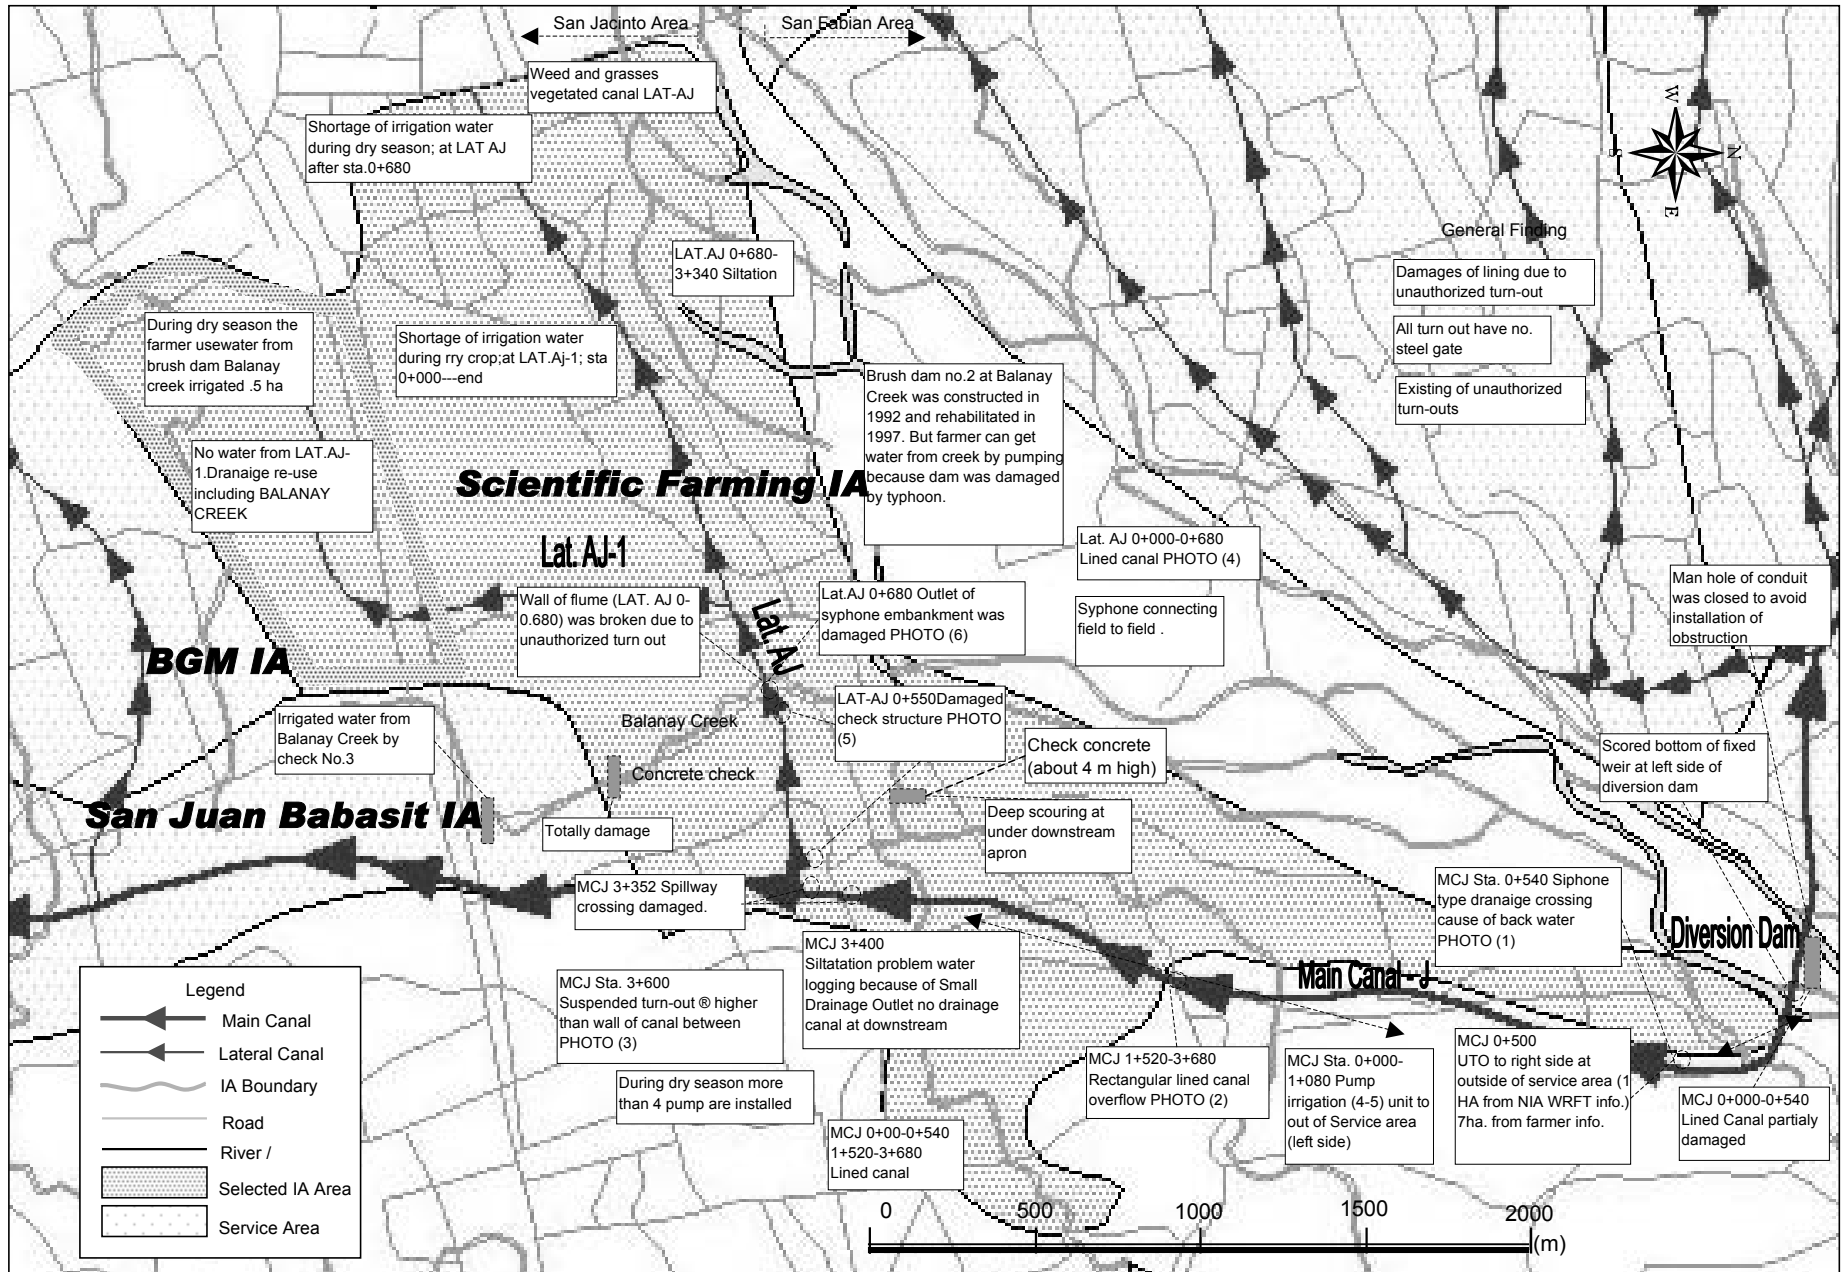 San Jacinto Area
San Fabian Area
Weed and grasses
vegetated canal LAT-AJ
Shortage of irrigation water
during dry season; at LAT AJ
after sta.0+680
W
N
S
E
General Finding
Damages of lining due to
unauthorized turn-out
All turn out have no.
steel gate
Existing of unauthorized
turn-outs
LAT.AJ 0+680-
3+340 Siltation
During dry season the
farmer usewater from
brush dam Balanay
creek irrigated .5 ha
Shortage of irrigation water
during rry crop;at LAT.Aj-1; sta
0+000---end
Brush dam no.2 at Balanay
Creek was constructed in
1992 and rehabilitated in
1997. But farmer can get
water from creek by pumping
because dam was damaged
by typhoon.
No water from LAT.AJ-
1.Dranaige re-use
including BALANAY
CREEK
Scientific Farming IA
Lat. AJ-1
Lat. AJ 0+000-0+680
Lined canal PHOTO (4)
Man hole of conduit
was closed to avoid
installation of
obstruction
Wall of flume (LAT. AJ 0-
0.680) was broken due to
unauthorized turn out
Lat. AJ
Lat.AJ 0+680 Outlet of
syphone embankment was
damaged PHOTO (6)
Syphone connecting
field to field .
BGM IA
Irrigated water from
Balanay Creek by
check No.3
Balanay Creek
LAT-AJ 0+550Damaged
check structure PHOTO
(5)
Check concrete
(about 4 m high)
Scored bottom of fixed
weir at left side of
diversion dam
Concrete check
San Juan Babasit IA
Totally damage
Deep scouring at
under downstream
apron
MCJ 3+352 Spillway
crossing damaged.
MCJ Sta. 0+540 Siphone
type dranaige crossing
cause of back water
PHOTO (1)
Diversion Dam
MCJ 3+400
Siltatation problem water
logging because of Small
Drainage Outlet no drainage
canal at downstream
Main Canal - J
MCJ Sta. 3+600
Suspended turn-out ® higher
than wall of canal between
PHOTO (3)
MCJ 1+520-3+680
Rectangular lined canal
overflow PHOTO (2)
MCJ Sta. 0+000-
1+080 Pump
irrigation (4-5) unit to
out of Service area
(left side)
MCJ 0+500
UTO to right side at
outside of service area (1
HA from NIA WRFT info.)
7ha. from farmer info.
MCJ 0+000-0+540
Lined Canal partialy
damaged
During dry season more
than 4 pump are installed
MCJ 0+00-0+540
1+520-3+680
Lined canal
Legend
Main Canal
Lateral Canal
IA Boundary
Road
River /
Selected IA Area
Service Area
0
500
1000
1500
2000
(m)